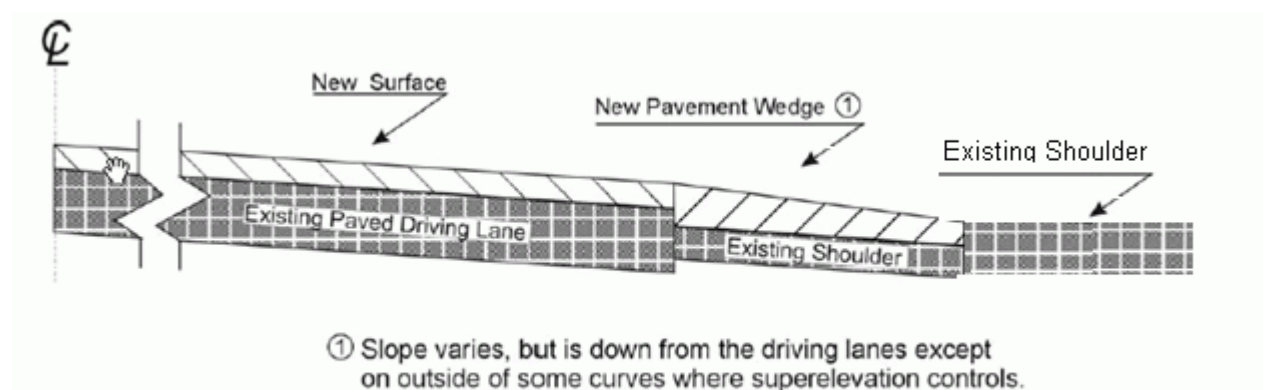 ℄
New Surface
New Pavement Wedge ①
Existing Shoulder
Existing Paved Driving Lane
Existing Shoulder
① Slope varies, but is down from the driving lanes except
on outside of some curves where superelevation controls.